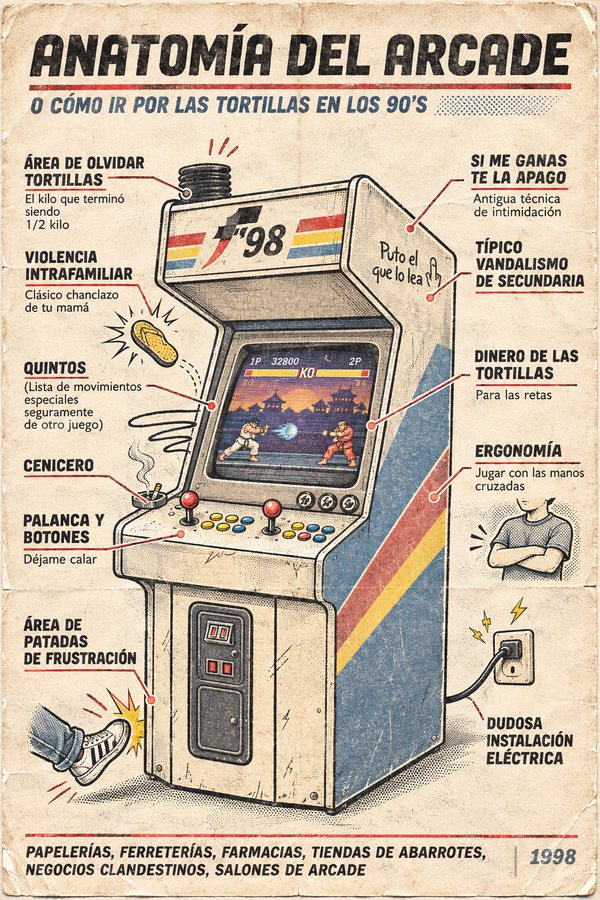 ANATOMÍA DEL ARCADE
O CÓMO IR POR LAS TORTILLAS EN LOS 90'S
ÁREA DE OLVIDAR
TORTILLAS
El kilo que terminó
siendo
1/2 kilo
VIOLENCIA
INTRAFAMILIAR
Clásico chanclazo
de tu mamá
QUINTOS
(Lista de movimientos
especiales
seguramente
de otro juego)
CENICERO
PALANCA Y
BOTONES
Déjame calar
ÁREA DE
PATADAS
DE FRUSTRACIÓN
"98
Puto el
que lo lea
1P 32800 2P
KO
SI ME GANAS
TE LA APAGO
Antigua técnica
de intimidación
TÍPICO
VANDALISMO
DE SECUNDARIA
DINERO DE LAS
TORTILLAS
Para las retas
ERGONOMÍA
Jugar con las manos
cruzadas
DUDOSA
INSTALACIÓN
ELÉCTRICA
PAPELERÍAS, FERRETERÍAS, FARMACIAS, TIENDAS DE ABARROTES,
NEGOCIOS CLANDESTINOS, SALONES DE ARCADE
1998